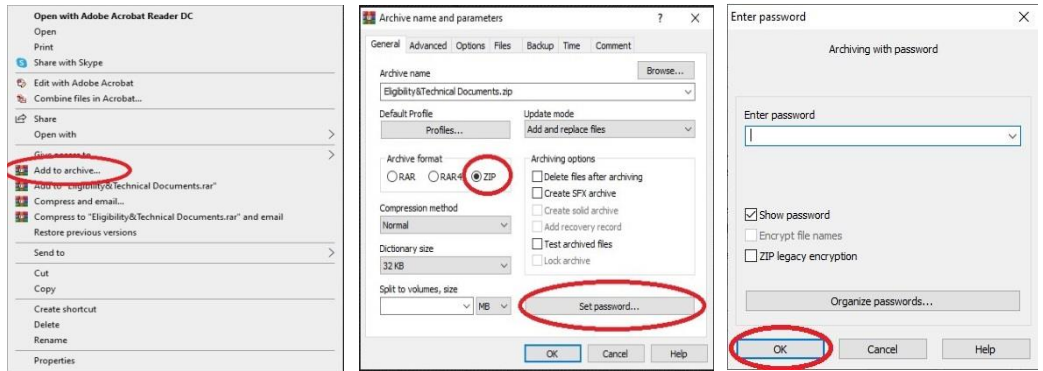 Open with Adobe Acrobat Reader DC
Open
Print
Share with Skype
Edit with Adobe Acrobat
Combine files in Acrobat...
Share
Open with
Give access to
Add to archive...
Add to "Eligibility&Technical Documents.rar"
Compress and email...
Compress to "Eligibility&Technical Documents.rar" and email
Restore previous versions
Send to
Cut
Copy
Create shortcut
Delete
Rename
Properties
Archive name and parameters ? X
General Advanced Options Files Backup Time Comment
Archive name Browse...
Eligibility&Technical Documents.zip
Default Profile Update mode
Profiles... Add and replace files
Archive format Archiving options
RAR RAR4 ZIP Delete files after archiving
Create SFX archive
Compression method Create solid archive
Normal Add recovery record
Dictionary size Test archived files
32 KB Lock archive
Split to volumes, size
MB Set password...
OK Cancel Help
Enter password X
Archiving with password
Enter password
Show password
Encrypt file names
ZIP legacy encryption
Organize passwords...
OK Cancel Help